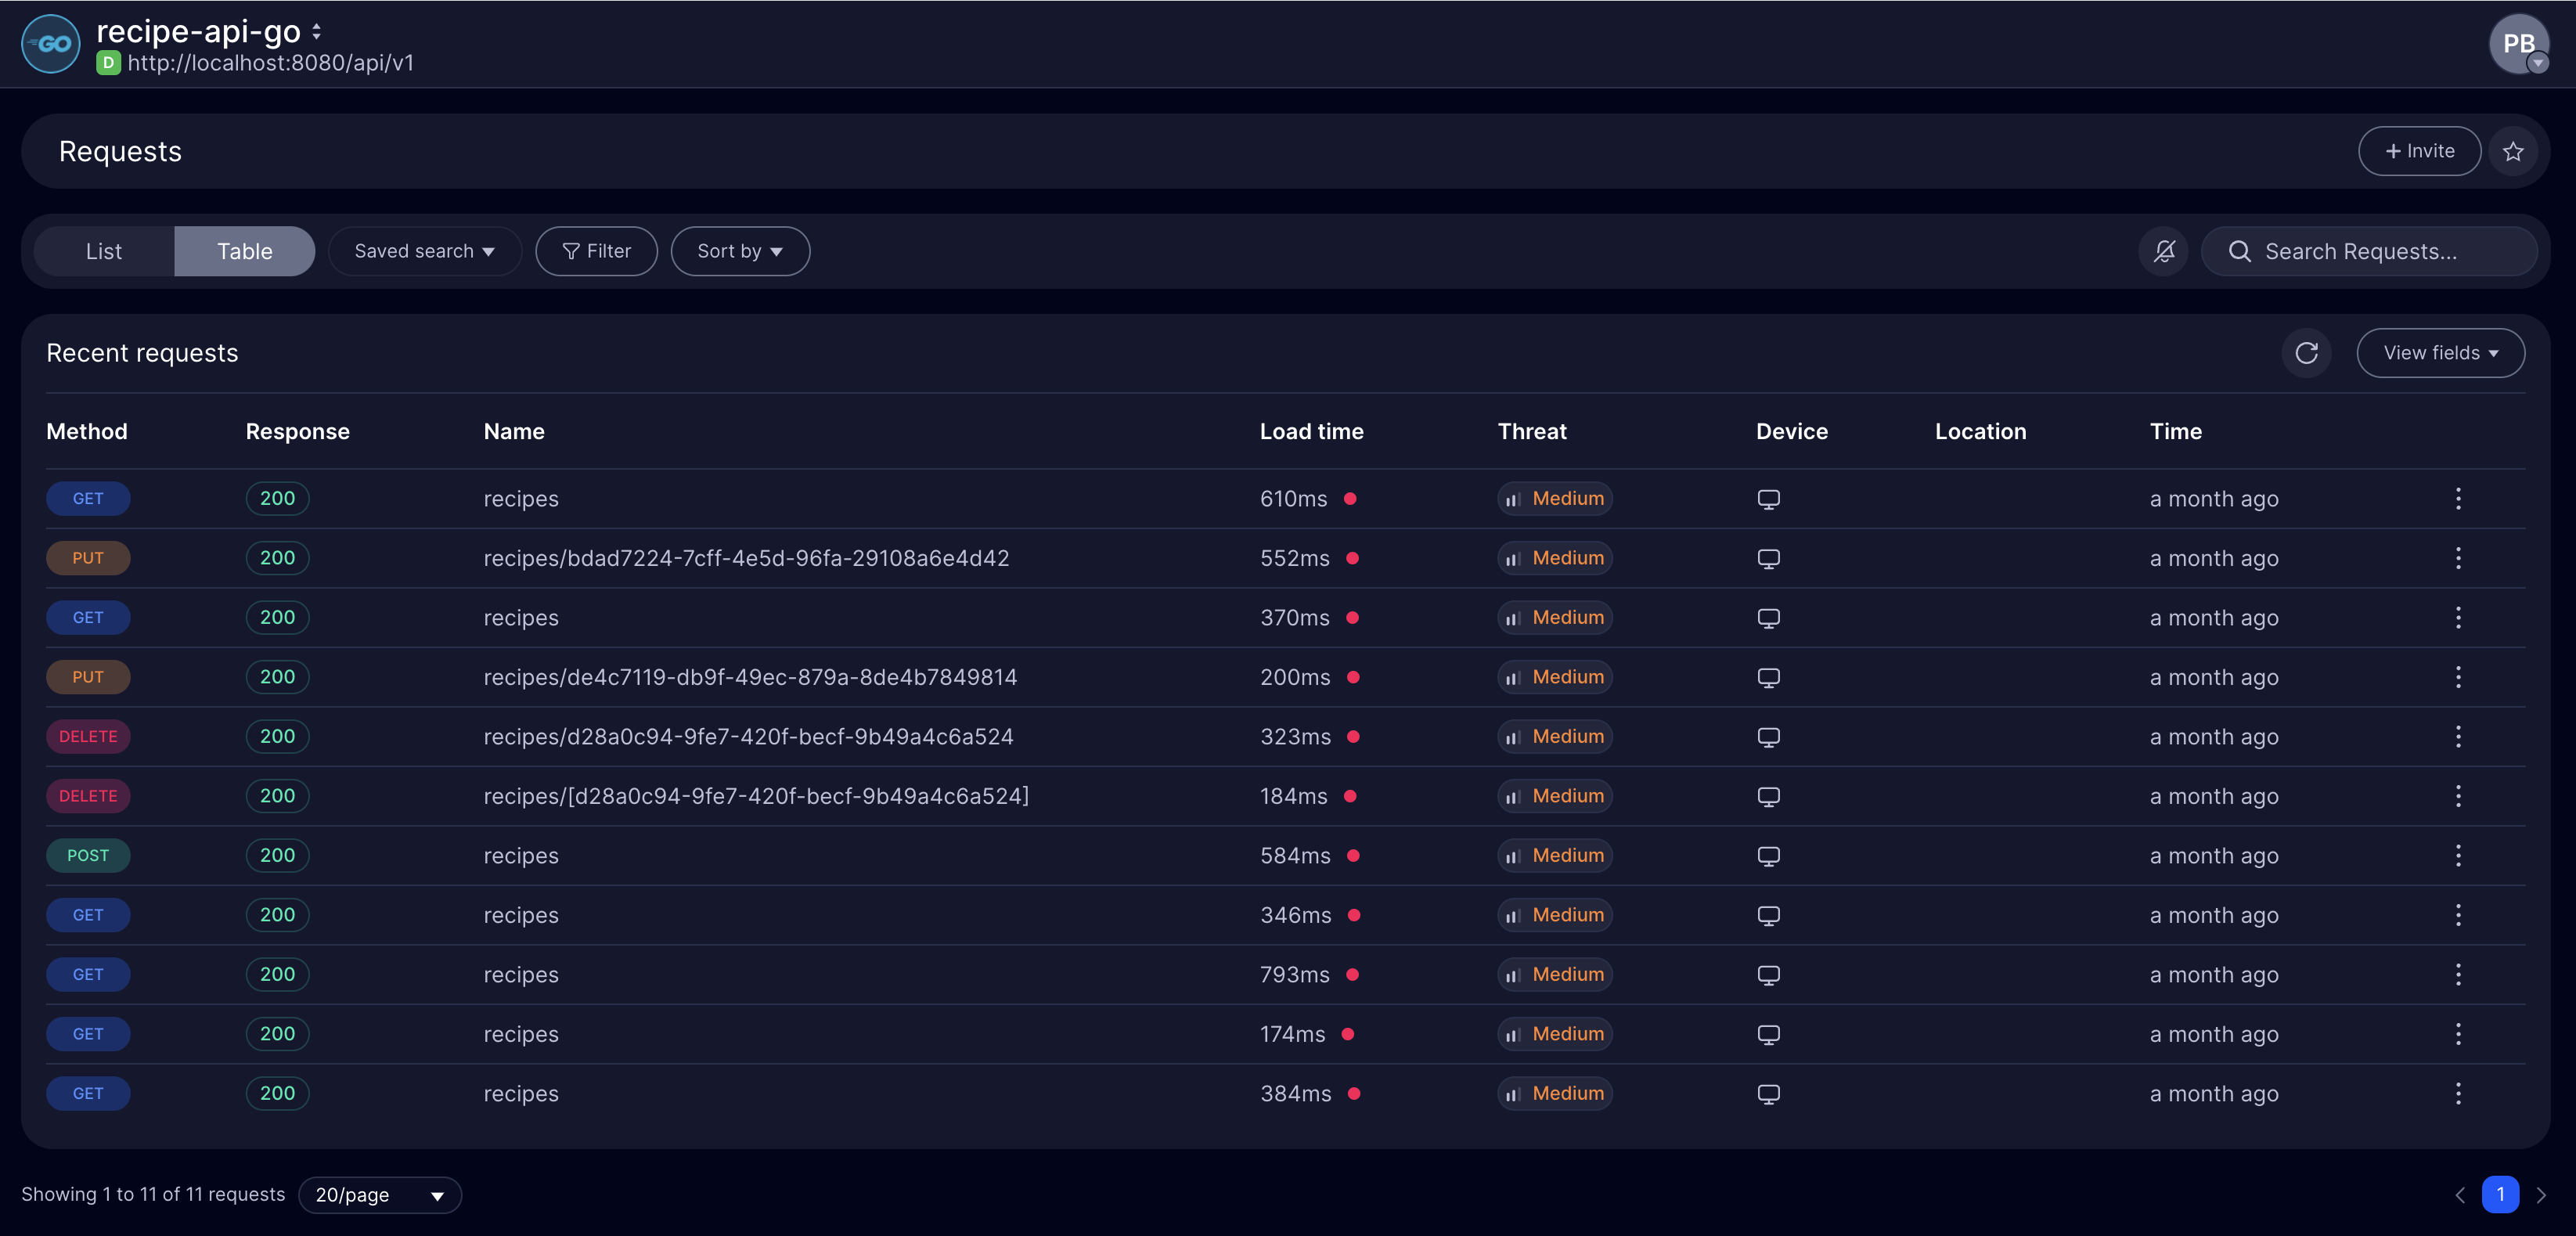 GO
recipe-api-go
D http://localhost:8080/api/v1
PB
Requests
+ Invite
List Table Saved search Filter Sort by Search Requests...
Recent requests View fields
Method Response Name Load time Threat Device Location Time
GET 200 recipes 610ms Medium a month ago
PUT 200 recipes/bdad7224-7cff-4e5d-96fa-29108a6e4d42 552ms Medium a month ago
GET 200 recipes 370ms Medium a month ago
PUT 200 recipes/de4c7119-db9f-49ec-879a-8de4b7849814 200ms Medium a month ago
DELETE 200 recipes/d28a0c94-9fe7-420f-becf-9b49a4c6a524 323ms Medium a month ago
DELETE 200 recipes/[d28a0c94-9fe7-420f-becf-9b49a4c6a524] 184ms Medium a month ago
POST 200 recipes 584ms Medium a month ago
GET 200 recipes 346ms Medium a month ago
GET 200 recipes 793ms Medium a month ago
GET 200 recipes 174ms Medium a month ago
GET 200 recipes 384ms Medium a month ago
Showing 1 to 11 of 11 requests 20/page 1